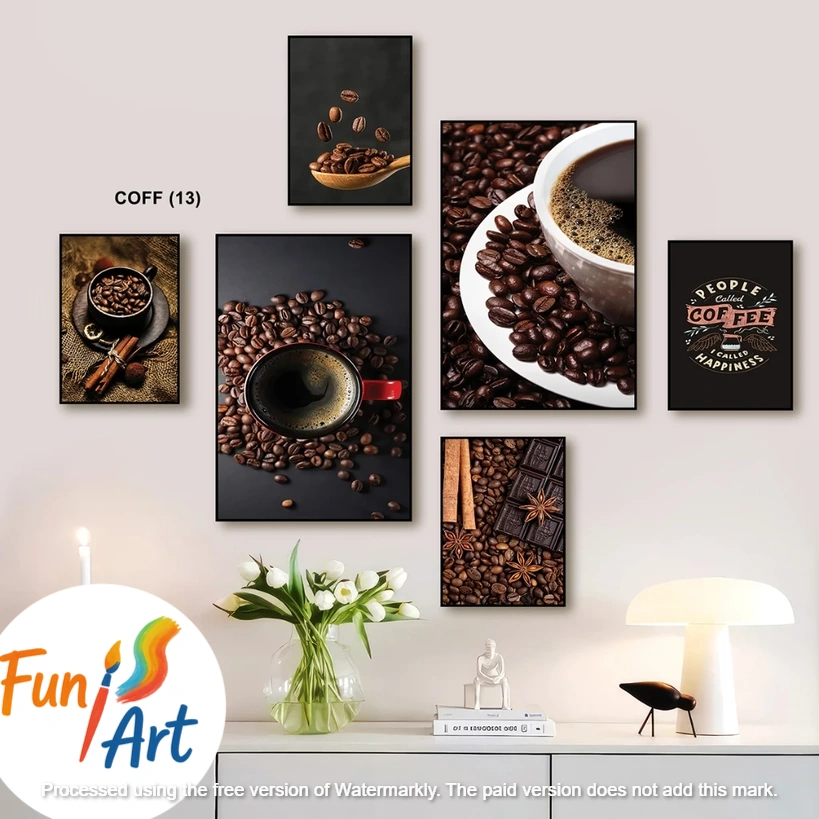 COFF (13)
PEOPLE
Called
COFFEE
I CALLED
HAPPINESS
Fun
Art
Processed using the free version of Watermarkly. The paid version does not add this mark.